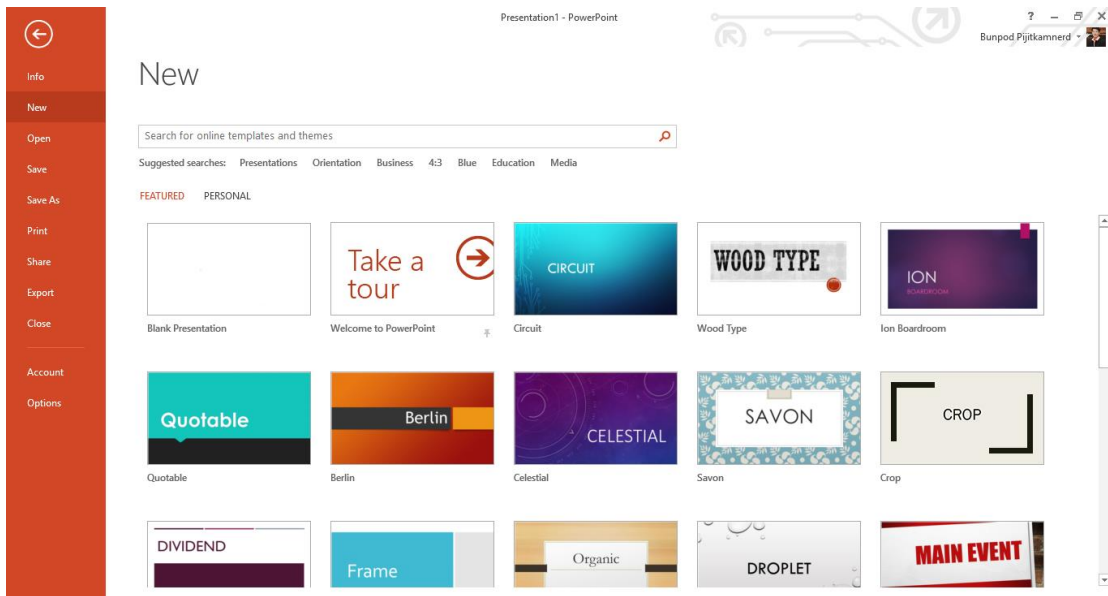 Presentation1 - PowerPoint
?
Bunpod Pijitkamnerd
Info
New
Open
Save
Save As
Print
Share
Export
Close
Account
Options
New
Search for online templates and themes
Suggested searches: Presentations Orientation Business 4:3 Blue Education Media
FEATURED PERSONAL
Take a
tour
CIRCUIT
WOOD TYPE
ION
BOARDROOM
Blank Presentation Welcome to PowerPoint Circuit Wood Type Ion Boardroom
Quotable
Berlin
CELESTIAL
SAVON
CROP
Quotable Berlin Celestial Savon Crop
DIVIDEND
Frame
Organic
DROPLET
MAIN EVENT